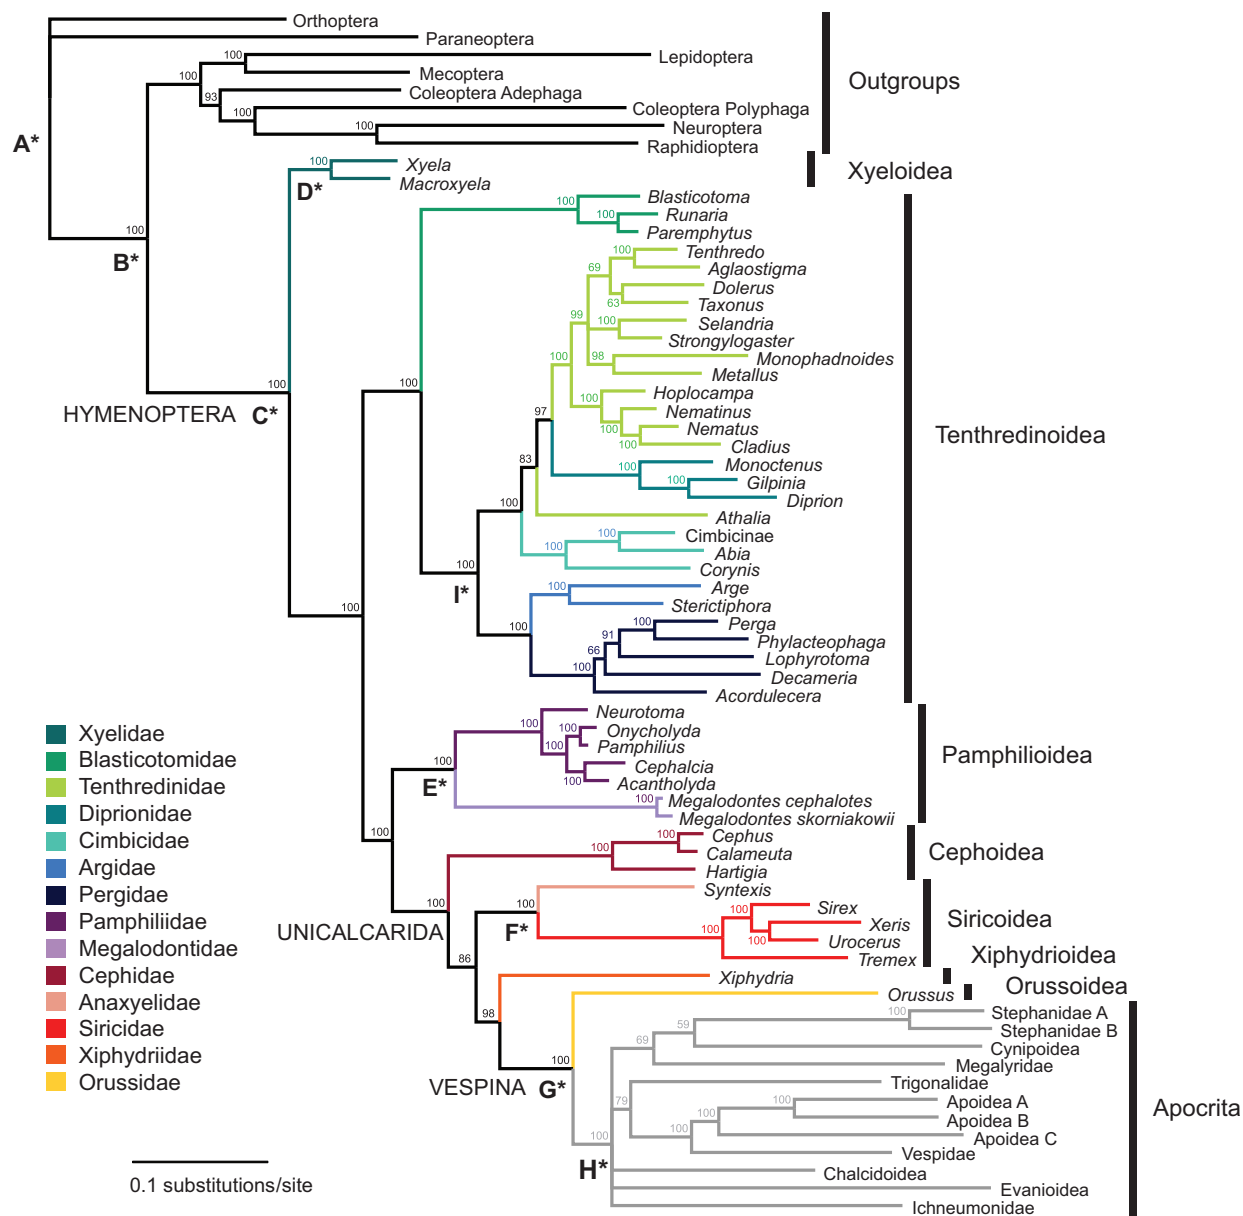 Orthoptera
Paraneoptera
100
Lepidoptera
100
Mecoptera
Outgroups
93
Coleoptera Adephaga
100
Coleoptera Polyphaga
100
Neuroptera
Raphidioptera
A*
100
Xyela
Xyeloidea
D*
Macroxyela
100
Blasticotoma
100
Runaria
Paremphytus
100
B*
100
Tenthredo
69
Aglaostigma
Dolerus
63
Taxonus
99
100
Selandria
Strongylogaster
100
98
Monophadnoides
Metallus
100
HYMENOPTERA
C*
100
100
Hoplocampa
Nematinus
100
Nematus
100
Cladius
Tenthredinoidea
97
83
100
Monoctenus
100
Gilpinia
Diprion
100
Athalia
100
Cimbicinae
100
Abia
Corynis
100
I*
100
Arge
Sterictiphora
100
100
100
Perga
91
Phylacteophaga
66
Lophyrotoma
100
Decameria
Acordulecera
100
Neurotoma
100
Onycholyda
100
Pamphilius
Cephalcia
100
Acantholyda
Pamphilioidea
100
E*
100
Megalodontes cephalotes
Megalodontes skorniakowii
100
100
Cephus
100
Calameuta
Hartigia
Cephoidea
100
UNICALCARIDA
Syntexis
100
F*
100
Sirex
100
Xeris
100
Urocerus
Tremex
Siricoidea
86
Xiphydria
Xiphydrioidea
98
Orussus
Orussoidea
100
VESPINA
G*
100
Stephanidae A
Stephanidae B
59
Cynipoidea
69
Megalyridae
79
Trigonalidae
100
Apoidea A
Apoidea B
100
Apoidea C
100
Vespidae
Apocrita
100
H*
Chalcidoidea
Evanioidea
Ichneumonidae
Xyelidae
Blasticotomidae
Tenthredinidae
Diprionidae
Cimbicidae
Argidae
Pergidae
Pamphiliidae
Megalodontidae
Cephidae
Anaxyelidae
Siricidae
Xiphydriidae
Orussidae
0.1 substitutions/site